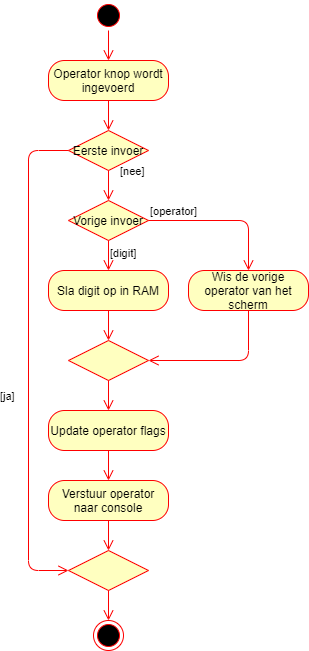 Operator knop wordt
ingevoerd
Eerste invoer
[nee]
Vorige invoer
[operator]
[digit]
Sla digit op in RAM
Wis de vorige
operator van het
scherm
[ja]
Update operator flags
Verstuur operator
naar console